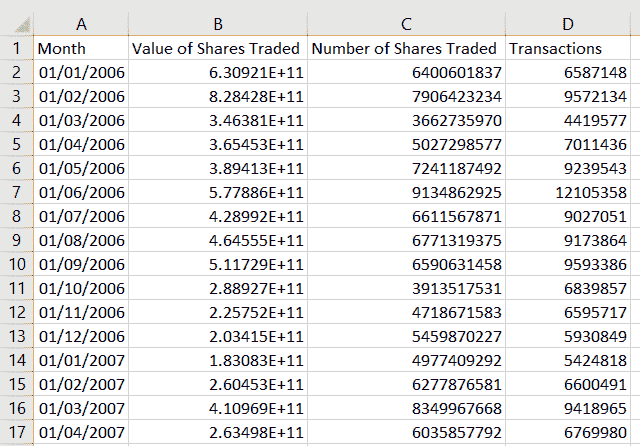 A B C D
1 Month Value of Shares Traded Number of Shares Traded Transactions
2 01/01/2006 6.30921E+11 6400601837 6587148
3 01/02/2006 8.28428E+11 7906423234 9572134
4 01/03/2006 3.46381E+11 3662735970 4419577
5 01/04/2006 3.65453E+11 5027298577 7011436
6 01/05/2006 3.89413E+11 7241187492 9239543
7 01/06/2006 5.77886E+11 9134862925 12105358
8 01/07/2006 4.28992E+11 6611567871 9027051
9 01/08/2006 4.64555E+11 6771319375 9173864
10 01/09/2006 5.11729E+11 6590631458 9593386
11 01/10/2006 2.88927E+11 3913517531 6839857
12 01/11/2006 2.25752E+11 4718671583 6595717
13 01/12/2006 2.03415E+11 5459870227 5930849
14 01/01/2007 1.83083E+11 4977409292 5424818
15 01/02/2007 2.60453E+11 6277876581 6600491
16 01/03/2007 4.10969E+11 8349967668 9418965
17 01/04/2007 2.63498E+11 6035857792 6769980